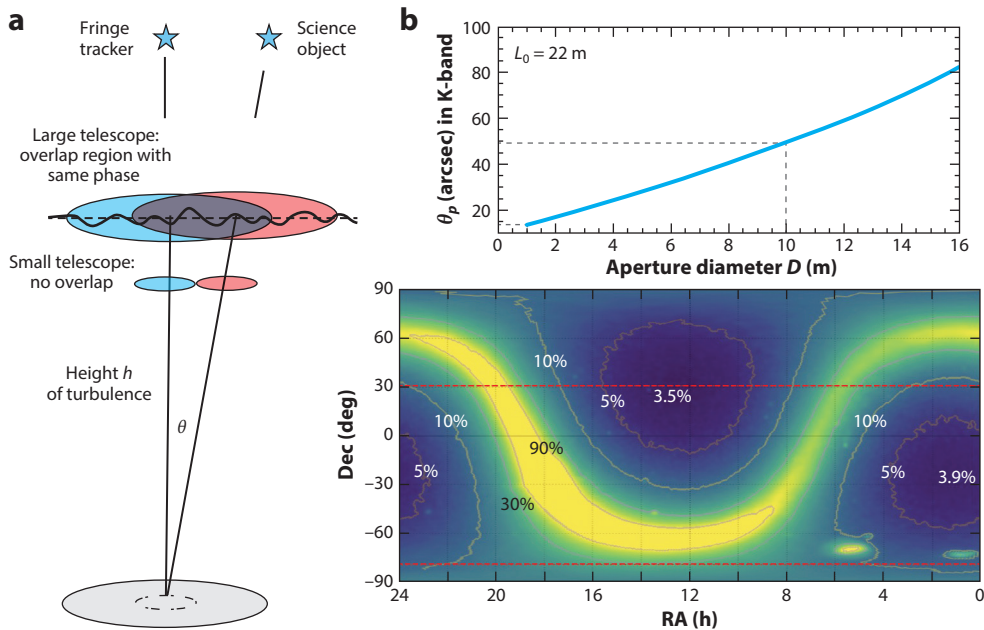 a
Fringe
tracker
Science
object
Large telescope:
overlap region with
same phase
Small telescope:
no overlap
Height h
of turbulence
θ
b
θp (arcsec) in K-band
100
80
60
40
20
L0 = 22 m
0 2 4 6 8 10 12 14 16
Aperture diameter D (m)
Dec (deg)
90
60
30
0
–30
–60
–90
10%
5%
3.5%
10%
5%
90%
30%
10%
5%
3.9%
24 20 16 12 8 4 0
RA (h)